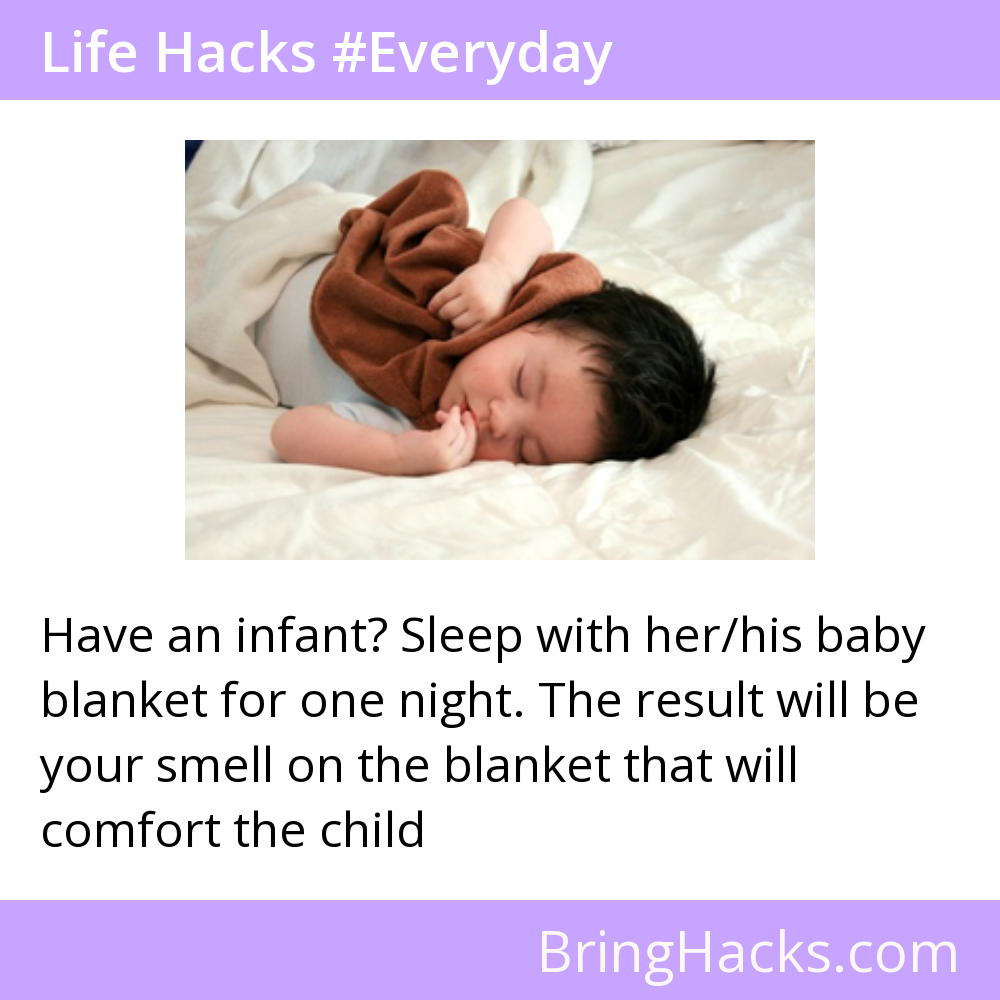 Life Hacks #Everyday
Have an infant? Sleep with her/his baby
blanket for one night. The result will be
your smell on the blanket that will
comfort the child
BringHacks.com